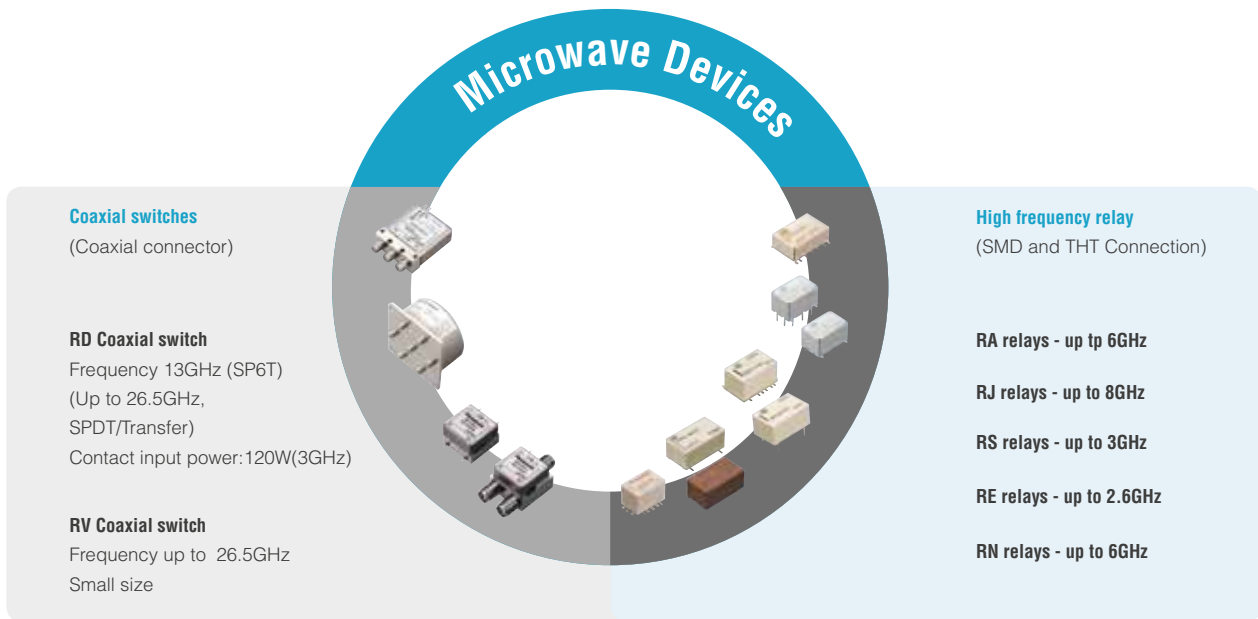 Microwave Devices
Coaxial switches
(Coaxial connector)
RD Coaxial switch
Frequency 13GHz (SP6T)
(Up to 26.5GHz,
SPDT/Transfer)
Contact input power:120W(3GHz)
RV Coaxial switch
Frequency up to 26.5GHz
Small size
High frequency relay
(SMD and THT Connection)
RA relays - up tp 6GHz
RJ relays - up to 8GHz
RS relays - up to 3GHz
RE relays - up to 2.6GHz
RN relays - up to 6GHz